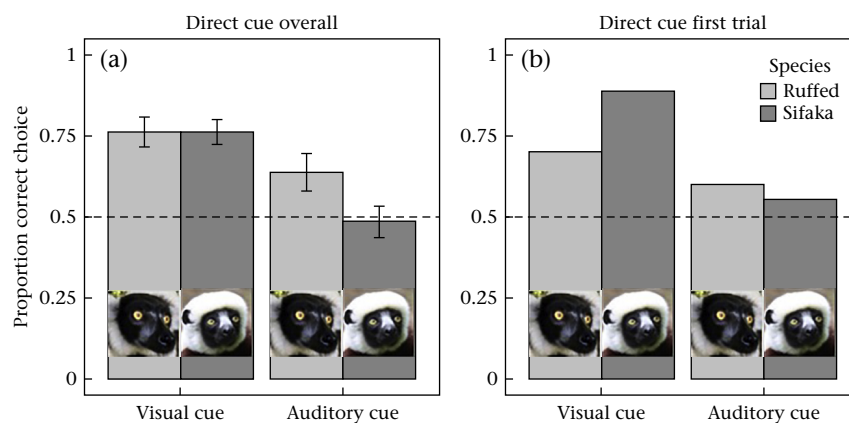 Direct cue overall
Direct cue first trial
Proportion correct choice
1
0.75
0.5
0.25
0
(a)
Visual cue
Auditory cue
1
0.75
0.5
0.25
0
(b)
Species
Ruffed
Sifaka
Visual cue
Auditory cue